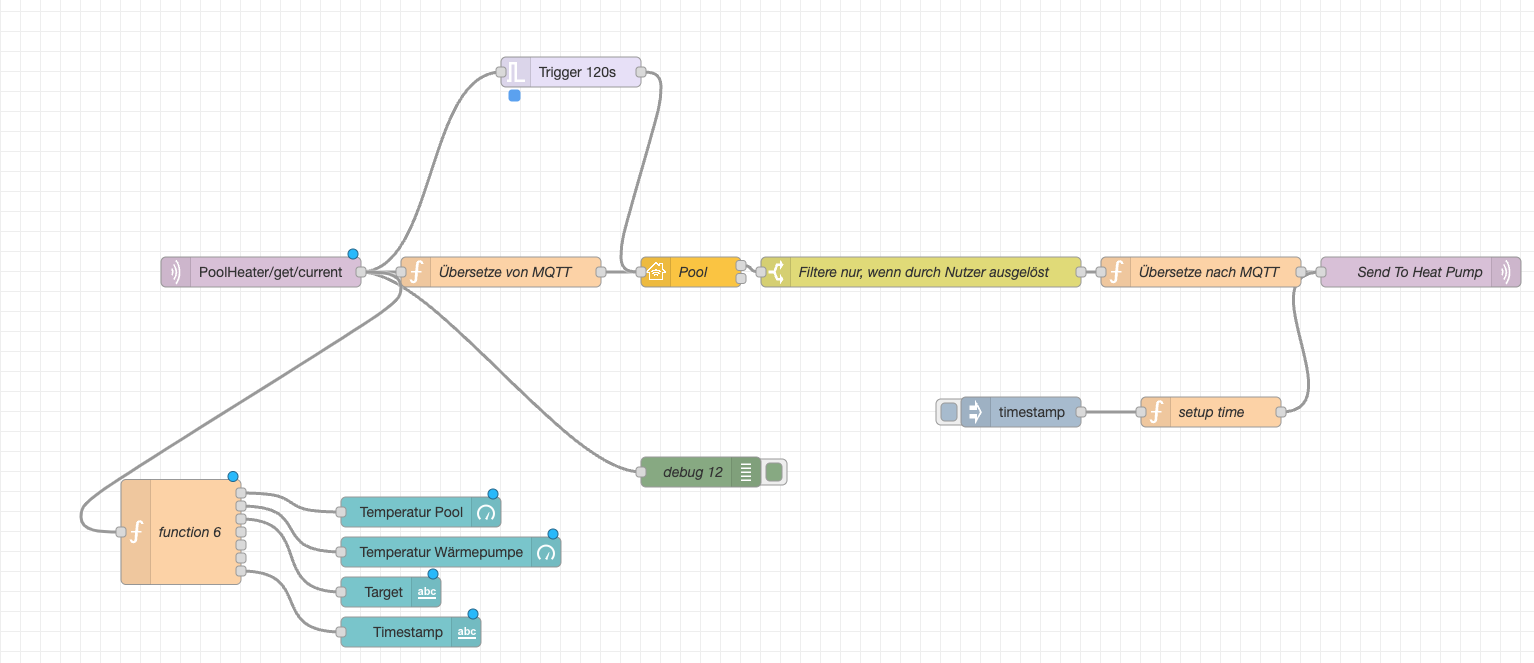 Trigger 120s
PoolHeater/get/current
Übersetze von MQTT
Pool
Filtere nur, wenn durch Nutzer ausgelöst
Übersetze nach MQTT
Send To Heat Pump
timestamp
setup time
debug 12
function 6
Temperatur Pool
Temperatur Wärmepumpe
Target
abc
Timestamp
abc